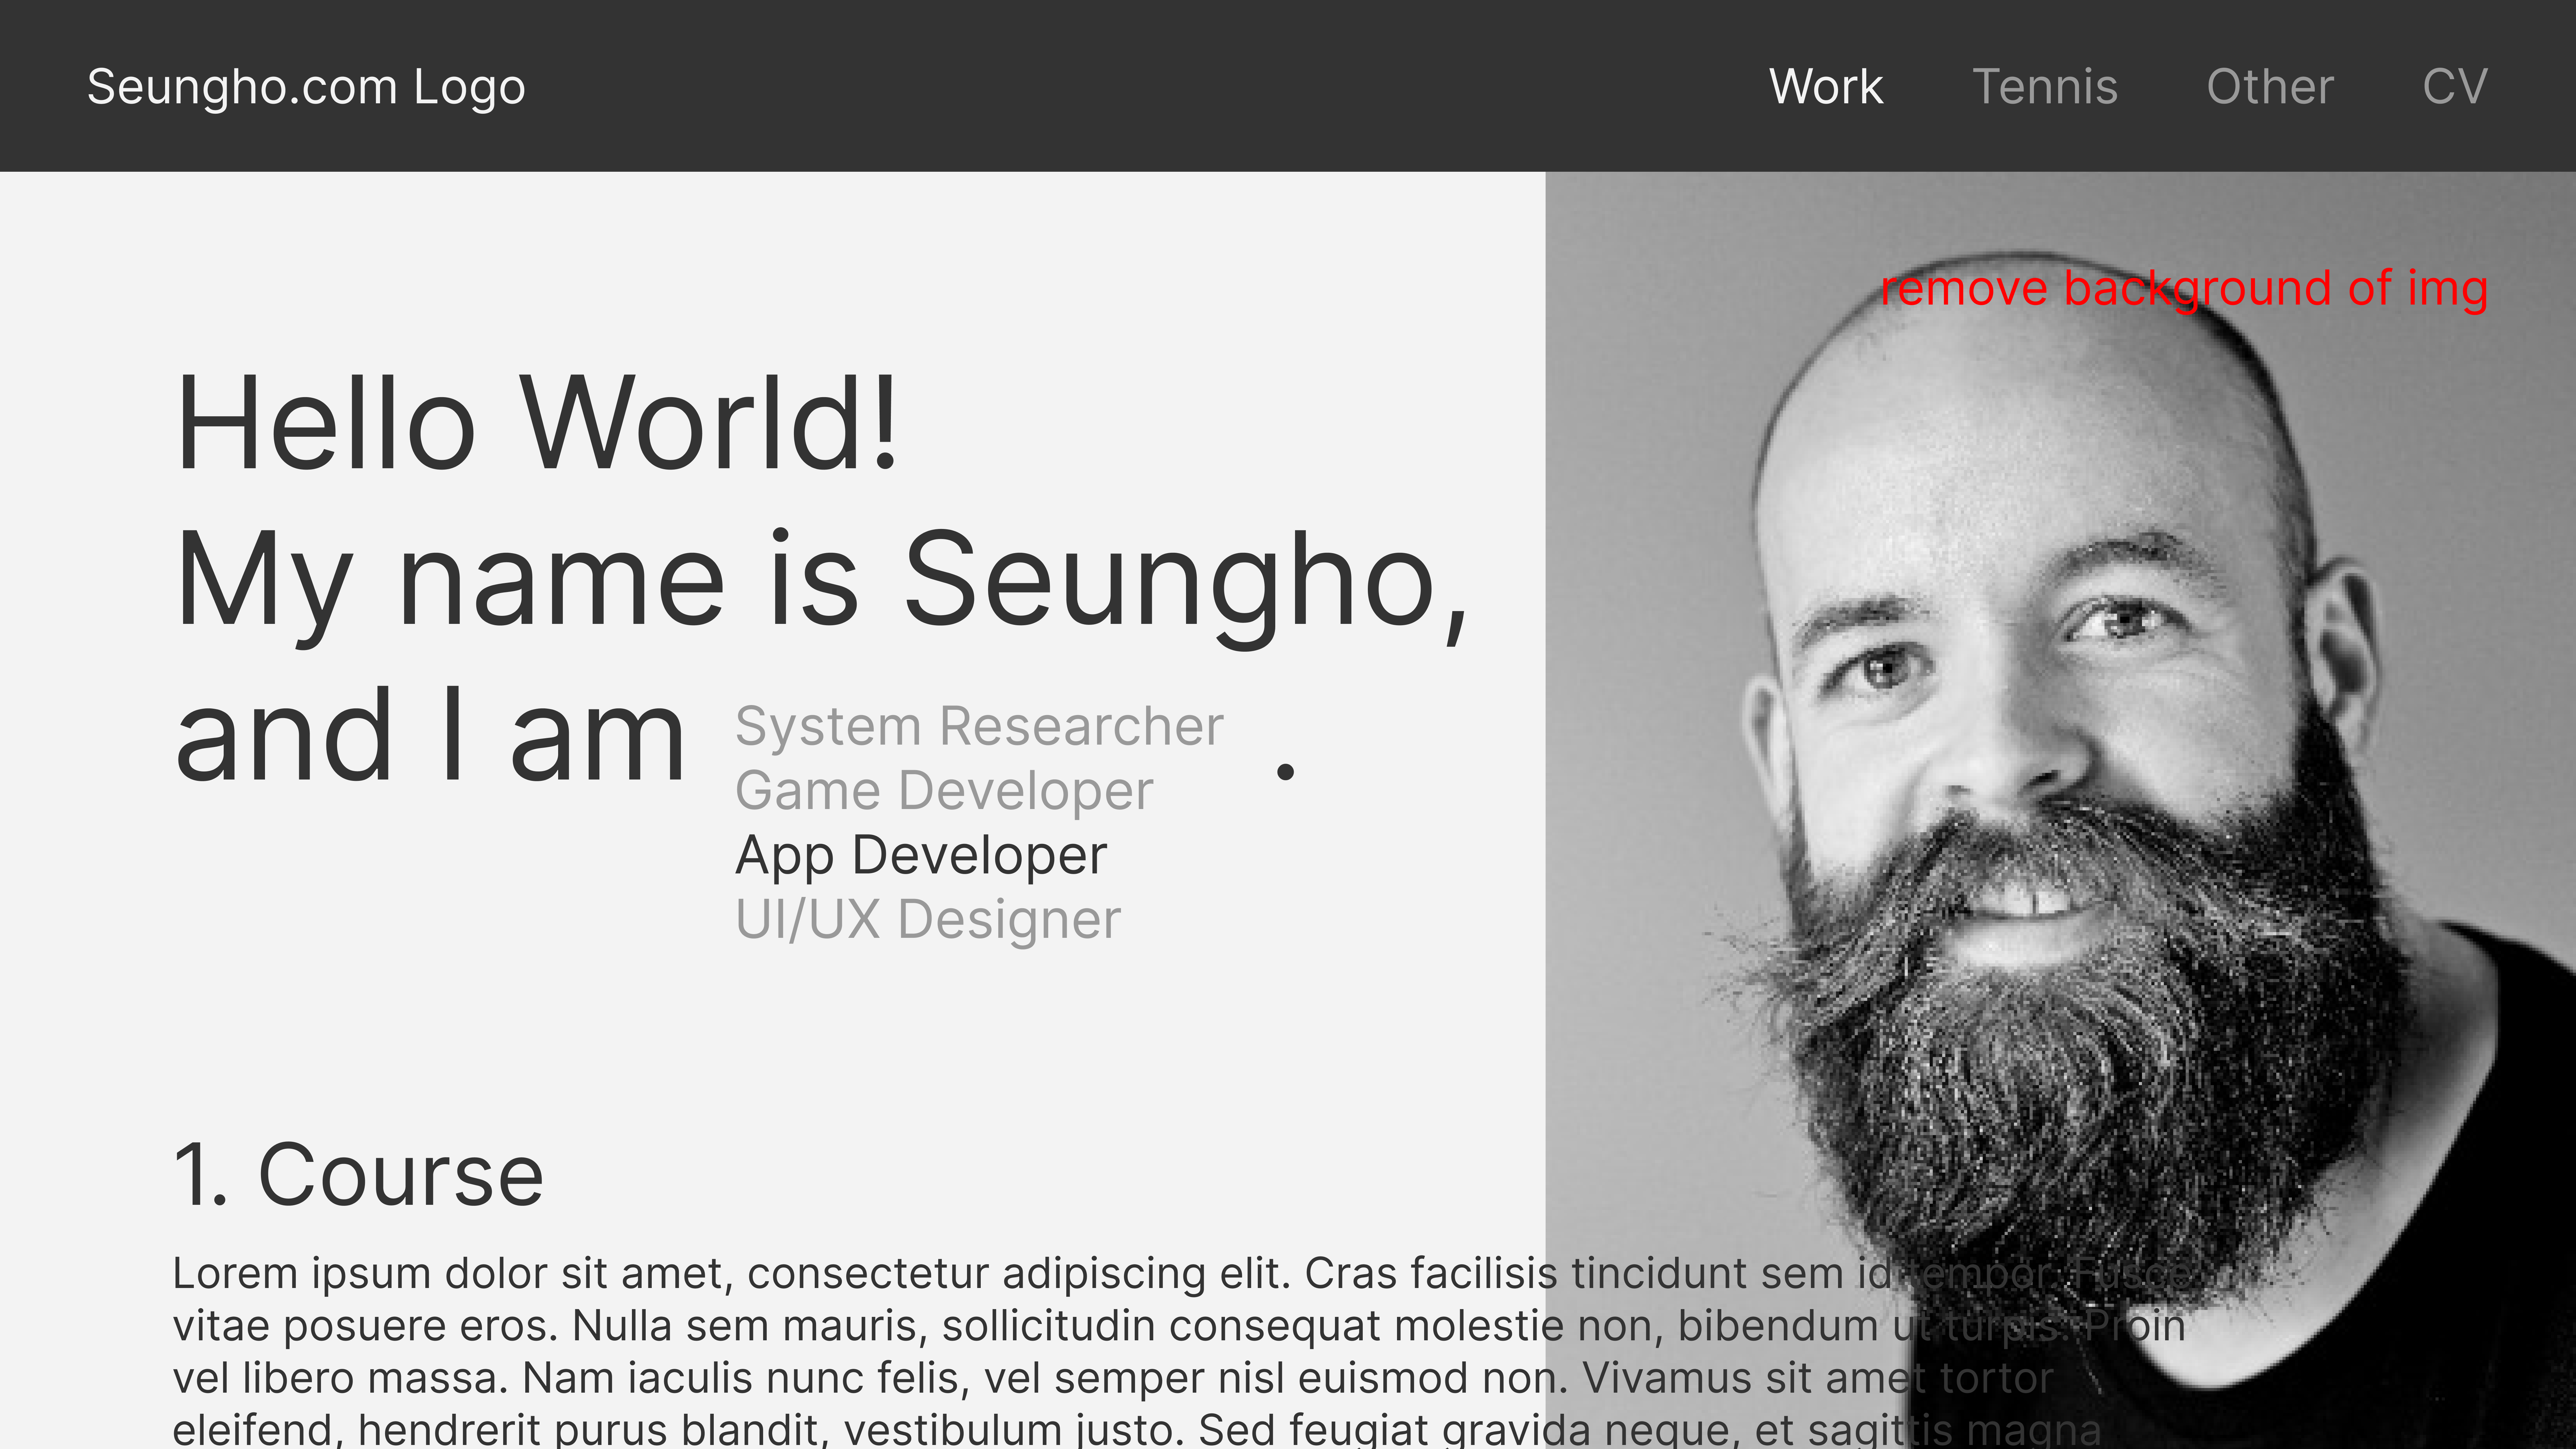 Seungho.com Logo
Work Tennis Other CV
remove background of img
Hello World!
My name is Seungho,
and I am
System Researcher
Game Developer
App Developer
UI/UX Designer
.
1. Course
Lorem ipsum dolor sit amet, consectetur adipiscing elit. Cras facilisis tincidunt sem id tempor. Fusce
vitae posuere eros. Nulla sem mauris, sollicitudin consequat molestie non, bibendum ut turpis. Proin
vel libero massa. Nam iaculis nunc felis, vel semper nisl euismod non. Vivamus sit amet tortor
eleifend, hendrerit purus blandit, vestibulum justo. Sed feugiat gravida neque, et sagittis magna